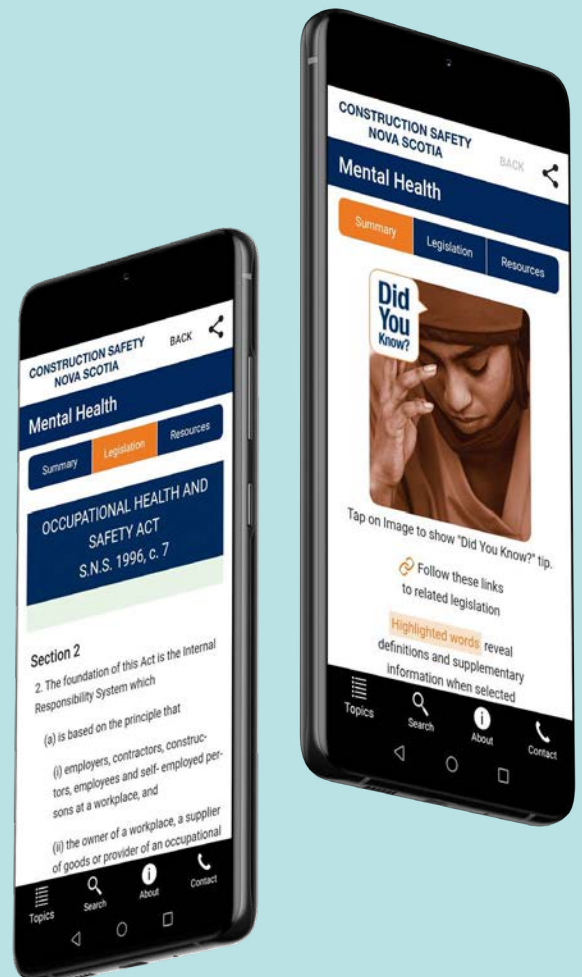 CONSTRUCTION SAFETY
NOVA SCOTIA
BACK
Mental Health
Summary
Legislation
Resources
OCCUPATIONAL HEALTH AND
SAFETY ACT
S.N.S. 1996, c. 7
Section 2
2. The foundation of this Act is the Internal
Responsibility System which
(a) is based on the principle that
(i) employers, contractors, construc-
tors, employees and self- employed per-
sons at a workplace, and
(ii) the owner of a workplace, a supplier
of goods or provider of an occupational
Topics
Search
About
Contact
CONSTRUCTION SAFETY
NOVA SCOTIA
BACK
Mental Health
Summary
Legislation
Resources
Did
You
Know?
Tap on Image to show "Did You Know?" tip.
Follow these links
to related legislation
Highlighted words reveal
definitions and supplementary
information when selected
Topics
Search
About
Contact